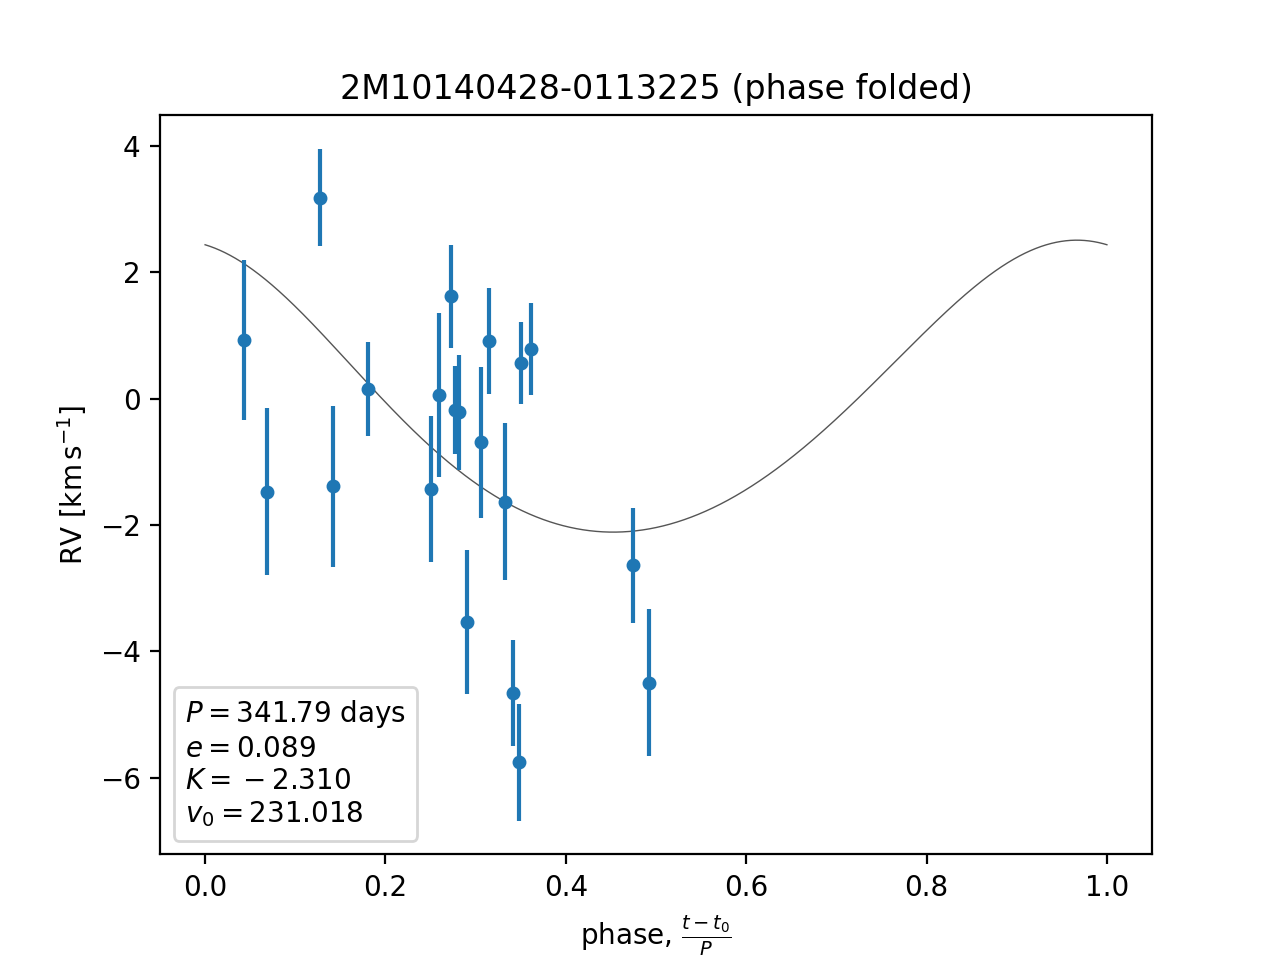 2M10140428-0113225 (phase folded)
4
2
0
−2
−4
−6
RV [km s⁻¹]
P = 341.79 days
e = 0.089
K = −2.310
v₀ = 231.018
0.0 0.2 0.4 0.6 0.8 1.0
phase, (t − t₀)/P